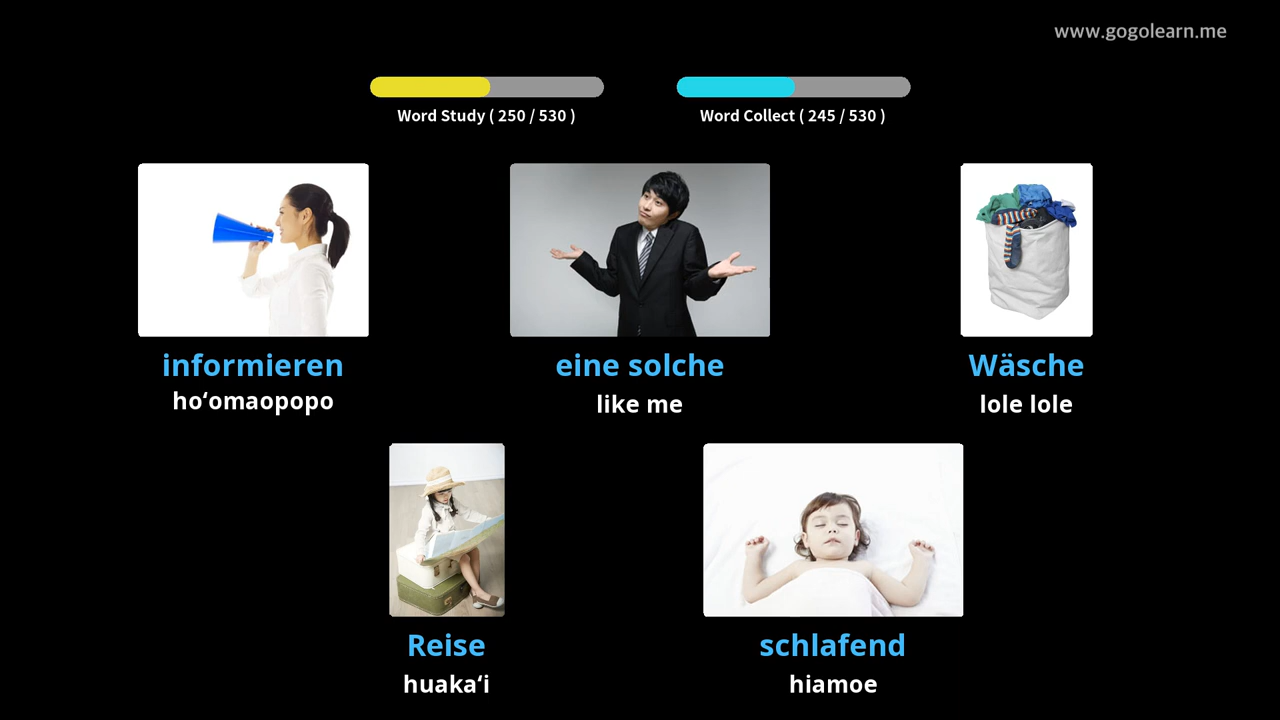 www.gogolearn.me
Word Study ( 250 / 530 )
Word Collect ( 245 / 530 )
informieren
hoʻomaopopo
eine solche
like me
Wäsche
lole lole
Reise
huakaʻi
schlafend
hiamoe